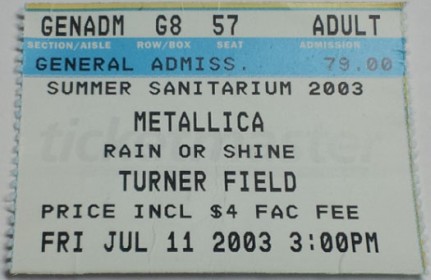 GENADM G8 57 ADULT
SECTION/AISLE ROW/BOX SEAT ADMISSION
GENERAL ADMISS. 79.00
SUMMER SANITARIUM 2003
METALLICA
RAIN OR SHINE
TURNER FIELD
PRICE INCL $4 FAC FEE
FRI JUL 11 2003 3:00PM